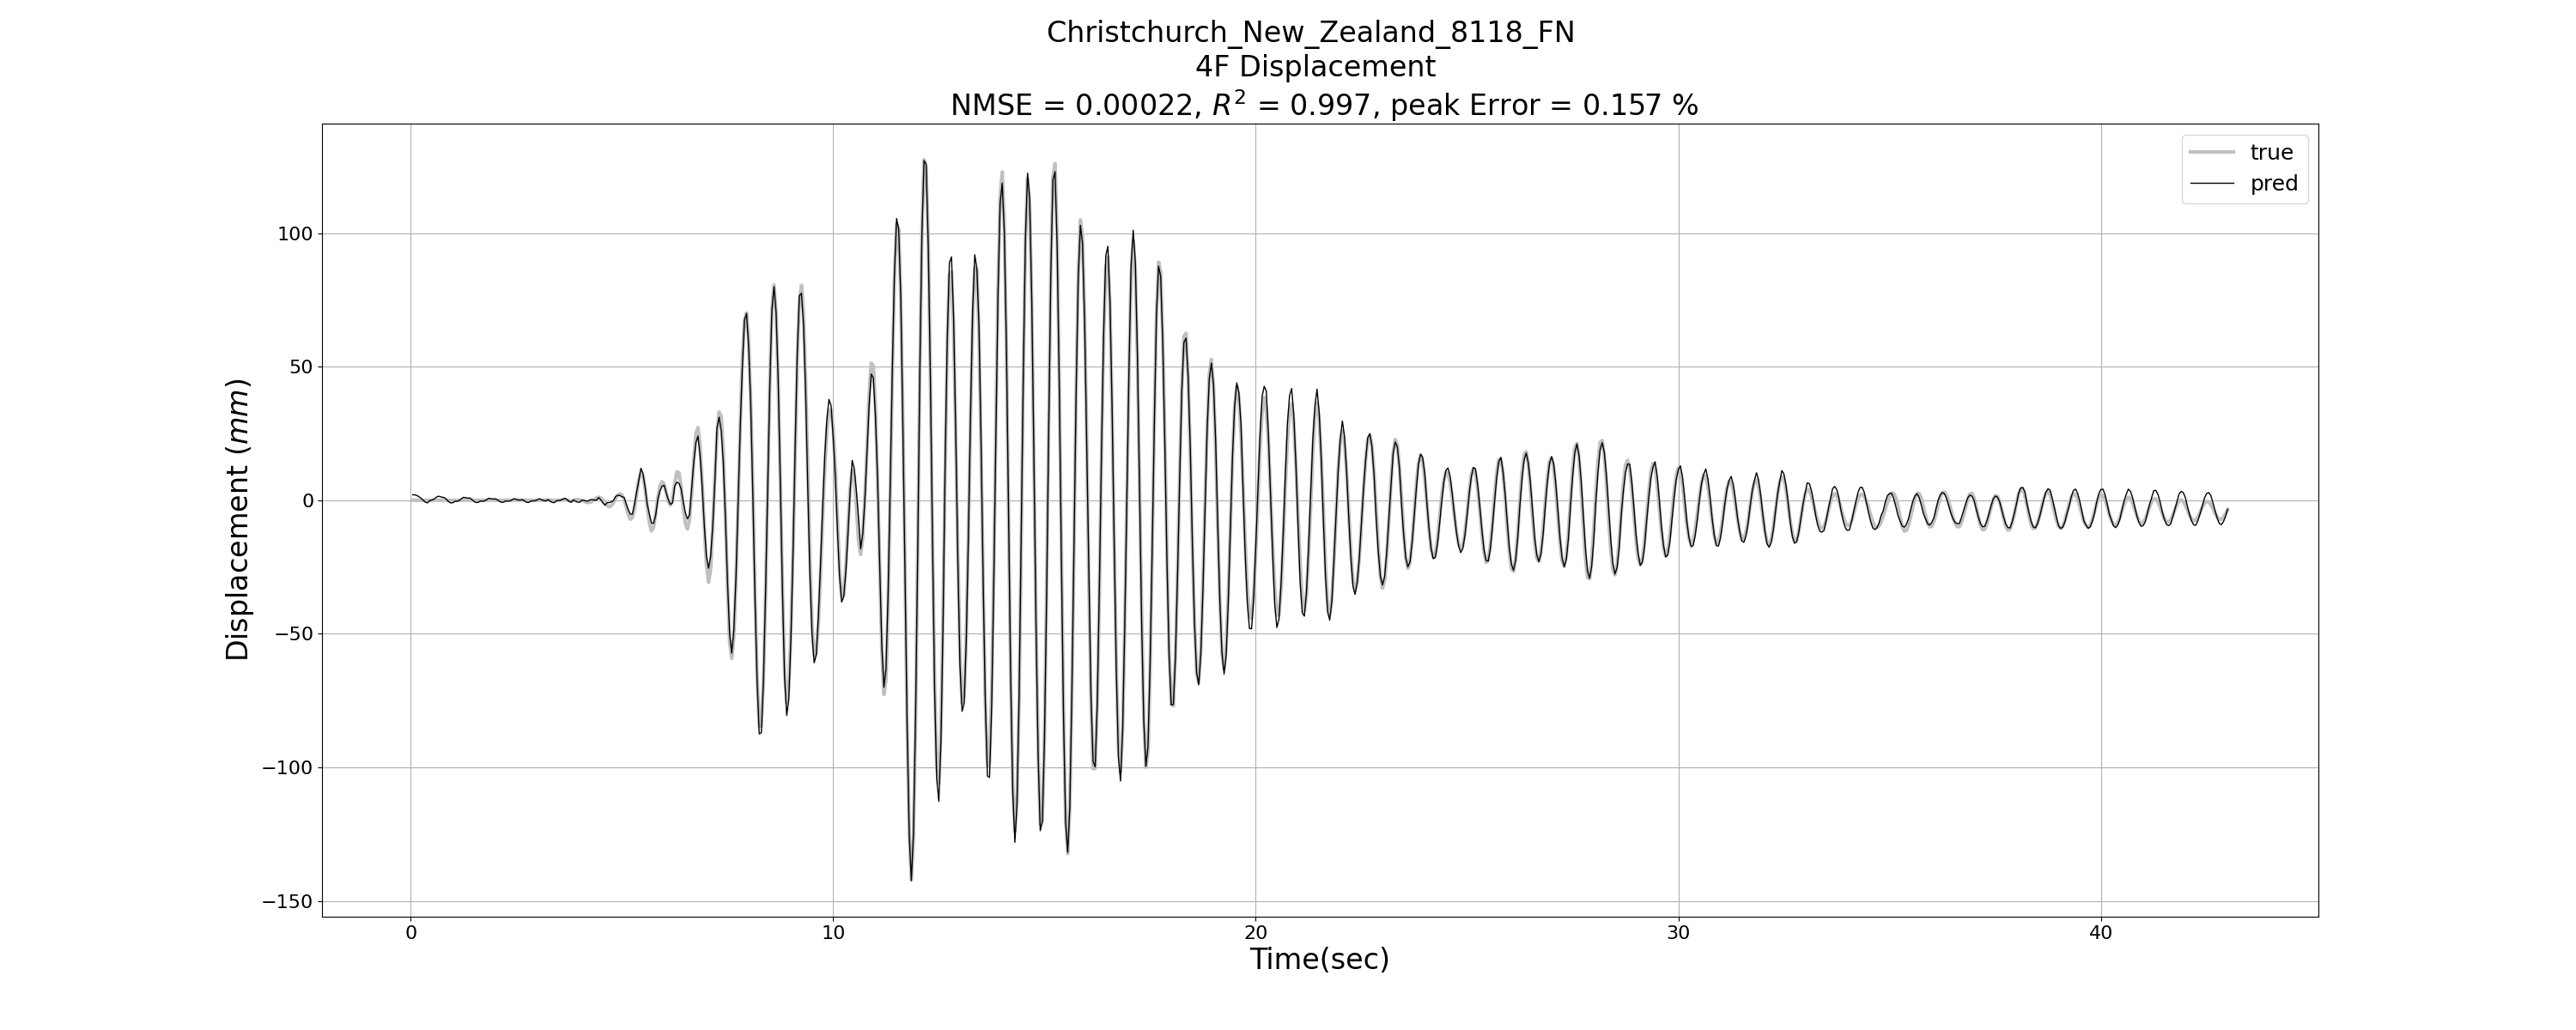 Christchurch_New_Zealand_8118_FN
4F Displacement
NMSE = 0.00022, R² = 0.997, peak Error = 0.157 %
true
pred
Displacement (mm)
100
50
0
−50
−100
−150
0
10
20
30
40
Time(sec)